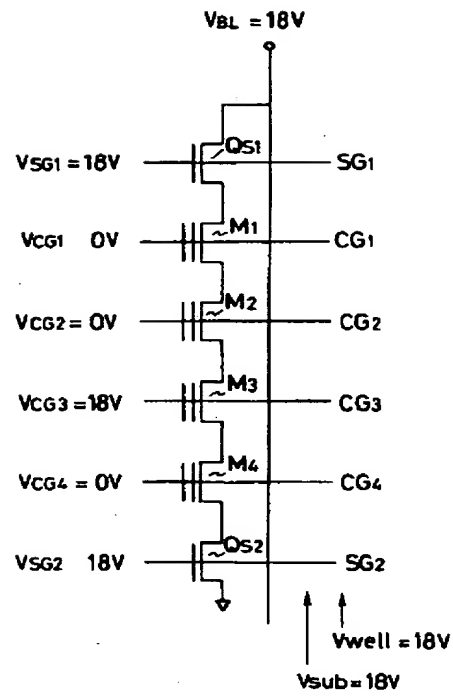 VBL = 18V
QS1
VSG1 = 18V SG1
M1
VCG1 0V CG1
M2
VCG2 = 0V CG2
M3
VCG3 = 18V CG3
M4
VCG4 = 0V CG4
QS2
VSG2 18V SG2
Vwell = 18V
Vsub = 18V